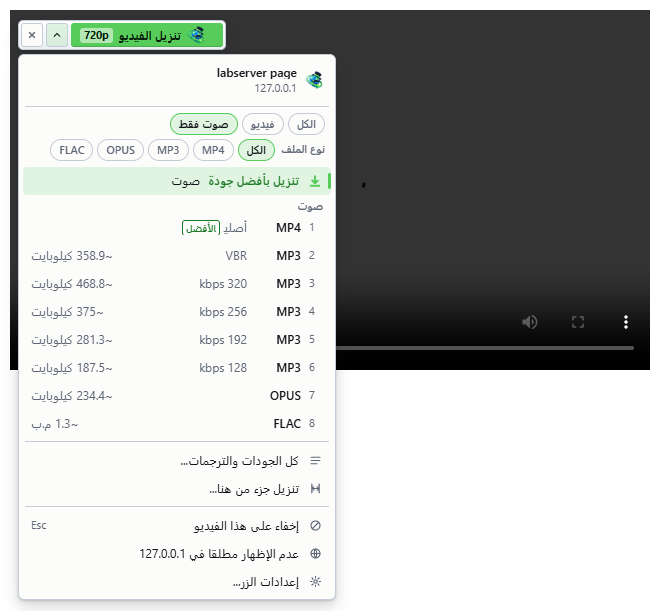 تنزيل الفيديو 720p
labserver page
127.0.0.1
الكل فيديو صوت فقط
نوع الملف الكل MP4 MP3 OPUS FLAC
تنزيل بأفضل جودة صوت
صوت
1 MP4 أصلي الأفضل
2 MP3 VBR ~358.9 كيلوبايت
3 MP3 320 kbps ~468.8 كيلوبايت
4 MP3 256 kbps ~375 كيلوبايت
5 MP3 192 kbps ~281.3 كيلوبايت
6 MP3 128 kbps ~187.5 كيلوبايت
7 OPUS ~234.4 كيلوبايت
8 FLAC ~1.3 م.ب
كل الجودات والترجمات...
تنزيل جزء من هنا...
إخفاء على هذا الفيديو Esc
عدم الإظهار مطلقا في 127.0.0.1
إعدادات الزر...